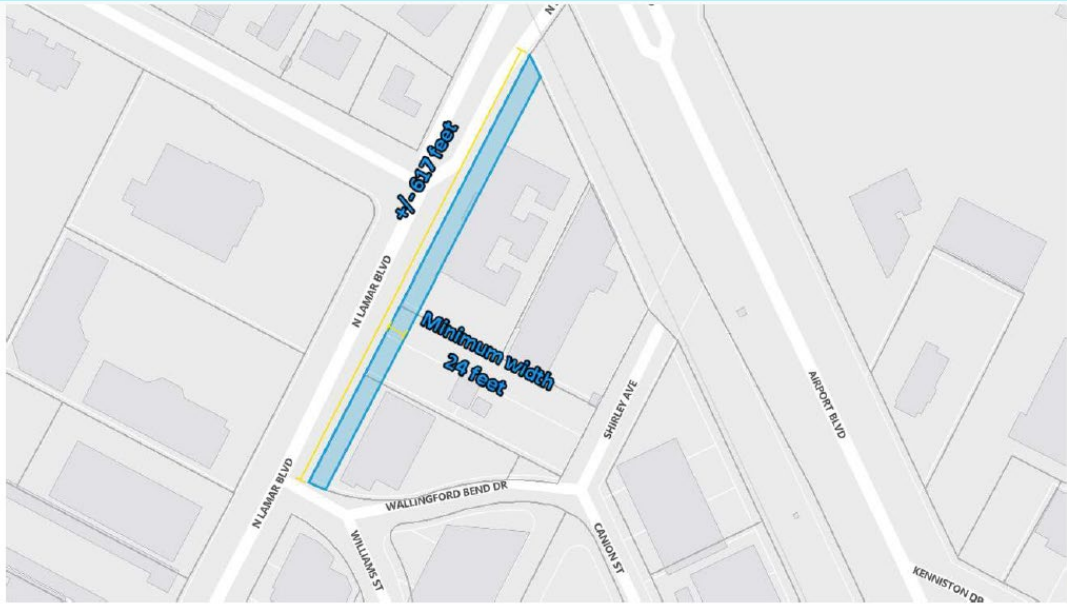 N
+/- 617 feet
N LAMAR BLVD
Minimum width
24 feet
AIRPORT BLVD
SHIRLEY AVE
N LAMAR BLVD
WALLINGFORD BEND DR
WILLIAMS ST
CANION ST
KENNISTON DR